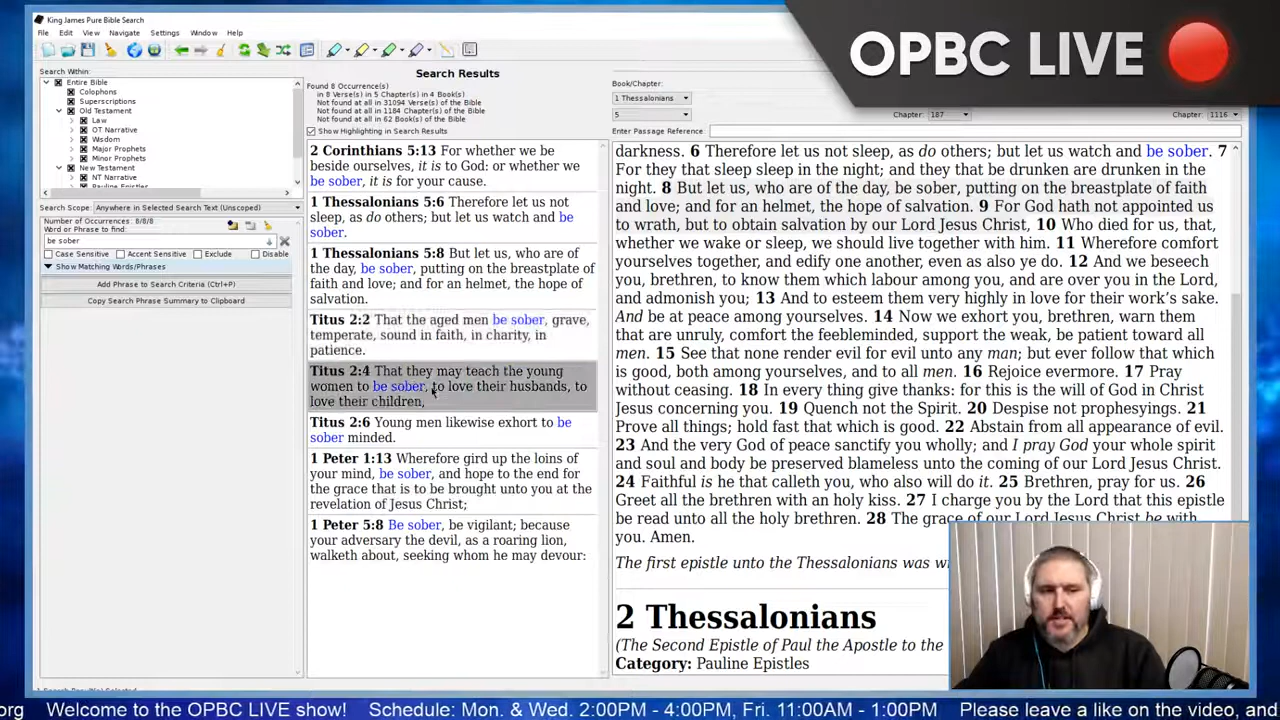 King James Pure Bible Search
File Edit View Navigate Settings Window Help
OPBC LIVE
Search Within:
Entire Bible
Colophons
Superscriptions
Old Testament
Law
OT Narrative
Wisdom
Major Prophets
Minor Prophets
New Testament
NT Narrative
Pauline Epistles
Search Scope: Anywhere in Selected Search Text (Unscoped)
Number of Occurrences: 8/8/8
Word or Phrase to find:
be sober
Case Sensitive Accent Sensitive Exclude Disable
Show Matching Words/Phrases
Add Phrase to Search Criteria (Ctrl+P)
Copy Search Phrase Summary to Clipboard
Search Results
Found 8 Occurrence(s)
in 8 Verse(s) in 5 Chapter(s) in 4 Book(s)
Not found at all in 31094 Verse(s) of the Bible
Not found at all in 1184 Chapter(s) of the Bible
Not found at all in 62 Book(s) of the Bible
Show Highlighting in Search Results
2 Corinthians 5:13 For whether we be
beside ourselves, it is to God: or whether we
be sober, it is for your cause.
1 Thessalonians 5:6 Therefore let us not
sleep, as do others; but let us watch and be
sober.
1 Thessalonians 5:8 But let us, who are of
the day, be sober, putting on the breastplate of
faith and love; and for an helmet, the hope of
salvation.
Titus 2:2 That the aged men be sober, grave,
temperate, sound in faith, in charity, in
patience.
Titus 2:4 That they may teach the young
women to be sober, to love their husbands, to
love their children,
Titus 2:6 Young men likewise exhort to be
sober minded.
1 Peter 1:13 Wherefore gird up the loins of
your mind, be sober, and hope to the end for
the grace that is to be brought unto you at the
revelation of Jesus Christ;
1 Peter 5:8 Be sober, be vigilant; because
your adversary the devil, as a roaring lion,
walketh about, seeking whom he may devour:
Book/Chapter:
1 Thessalonians
5
Chapter: 187
Chapter: 1116
Enter Passage Reference:
darkness. 6 Therefore let us not sleep, as do others; but let us watch and be sober. 7
For they that sleep sleep in the night; and they that be drunken are drunken in the
night. 8 But let us, who are of the day, be sober, putting on the breastplate of faith
and love; and for a helmet, the hope of salvation. 9 For God hath not appointed us
to wrath, but to obtain salvation by our Lord Jesus Christ, 10 Who died for us, that,
whether we wake or sleep, we should live together with him. 11 Wherefore comfort
yourselves together, and edify one another, even as also ye do. 12 And we beseech
you, brethren, to know them which labour among you, and are over you in the Lord,
and admonish you; 13 And to esteem them very highly in love for their work's sake.
And be at peace among yourselves. 14 Now we exhort you, brethren, warn them
that are unruly, comfort the feebleminded, support the weak, be patient toward all
men. 15 See that none render evil for evil unto any man; but ever follow that which
is good, both among yourselves, and to all men. 16 Rejoice evermore. 17 Pray
without ceasing. 18 In every thing give thanks: for this is the will of God in Christ
Jesus concerning you. 19 Quench not the Spirit. 20 Despise not prophesyings. 21
Prove all things; hold fast that which is good. 22 Abstain from all appearance of evil.
23 And the very God of peace sanctify you wholly; and I pray God your whole spirit
and soul and body be preserved blameless unto the coming of our Lord Jesus Christ.
24 Faithful is he that calleth you, who also will do it. 25 Brethren, pray for us. 26
Greet all the brethren with an holy kiss. 27 I charge you by the Lord that this epistle
be read unto all the holy brethren. 28 The grace of our Lord Jesus Christ be with
you. Amen.
The first epistle unto the Thessalonians was
2 Thessalonians
(The Second Epistle of Paul the Apostle to the
Category: Pauline Epistles
org Welcome to the OPBC LIVE show! Schedule: Mon. & Wed. 2:00PM - 4:00PM, Fri. 11:00AM - 1:00PM Please leave a like on the video, and